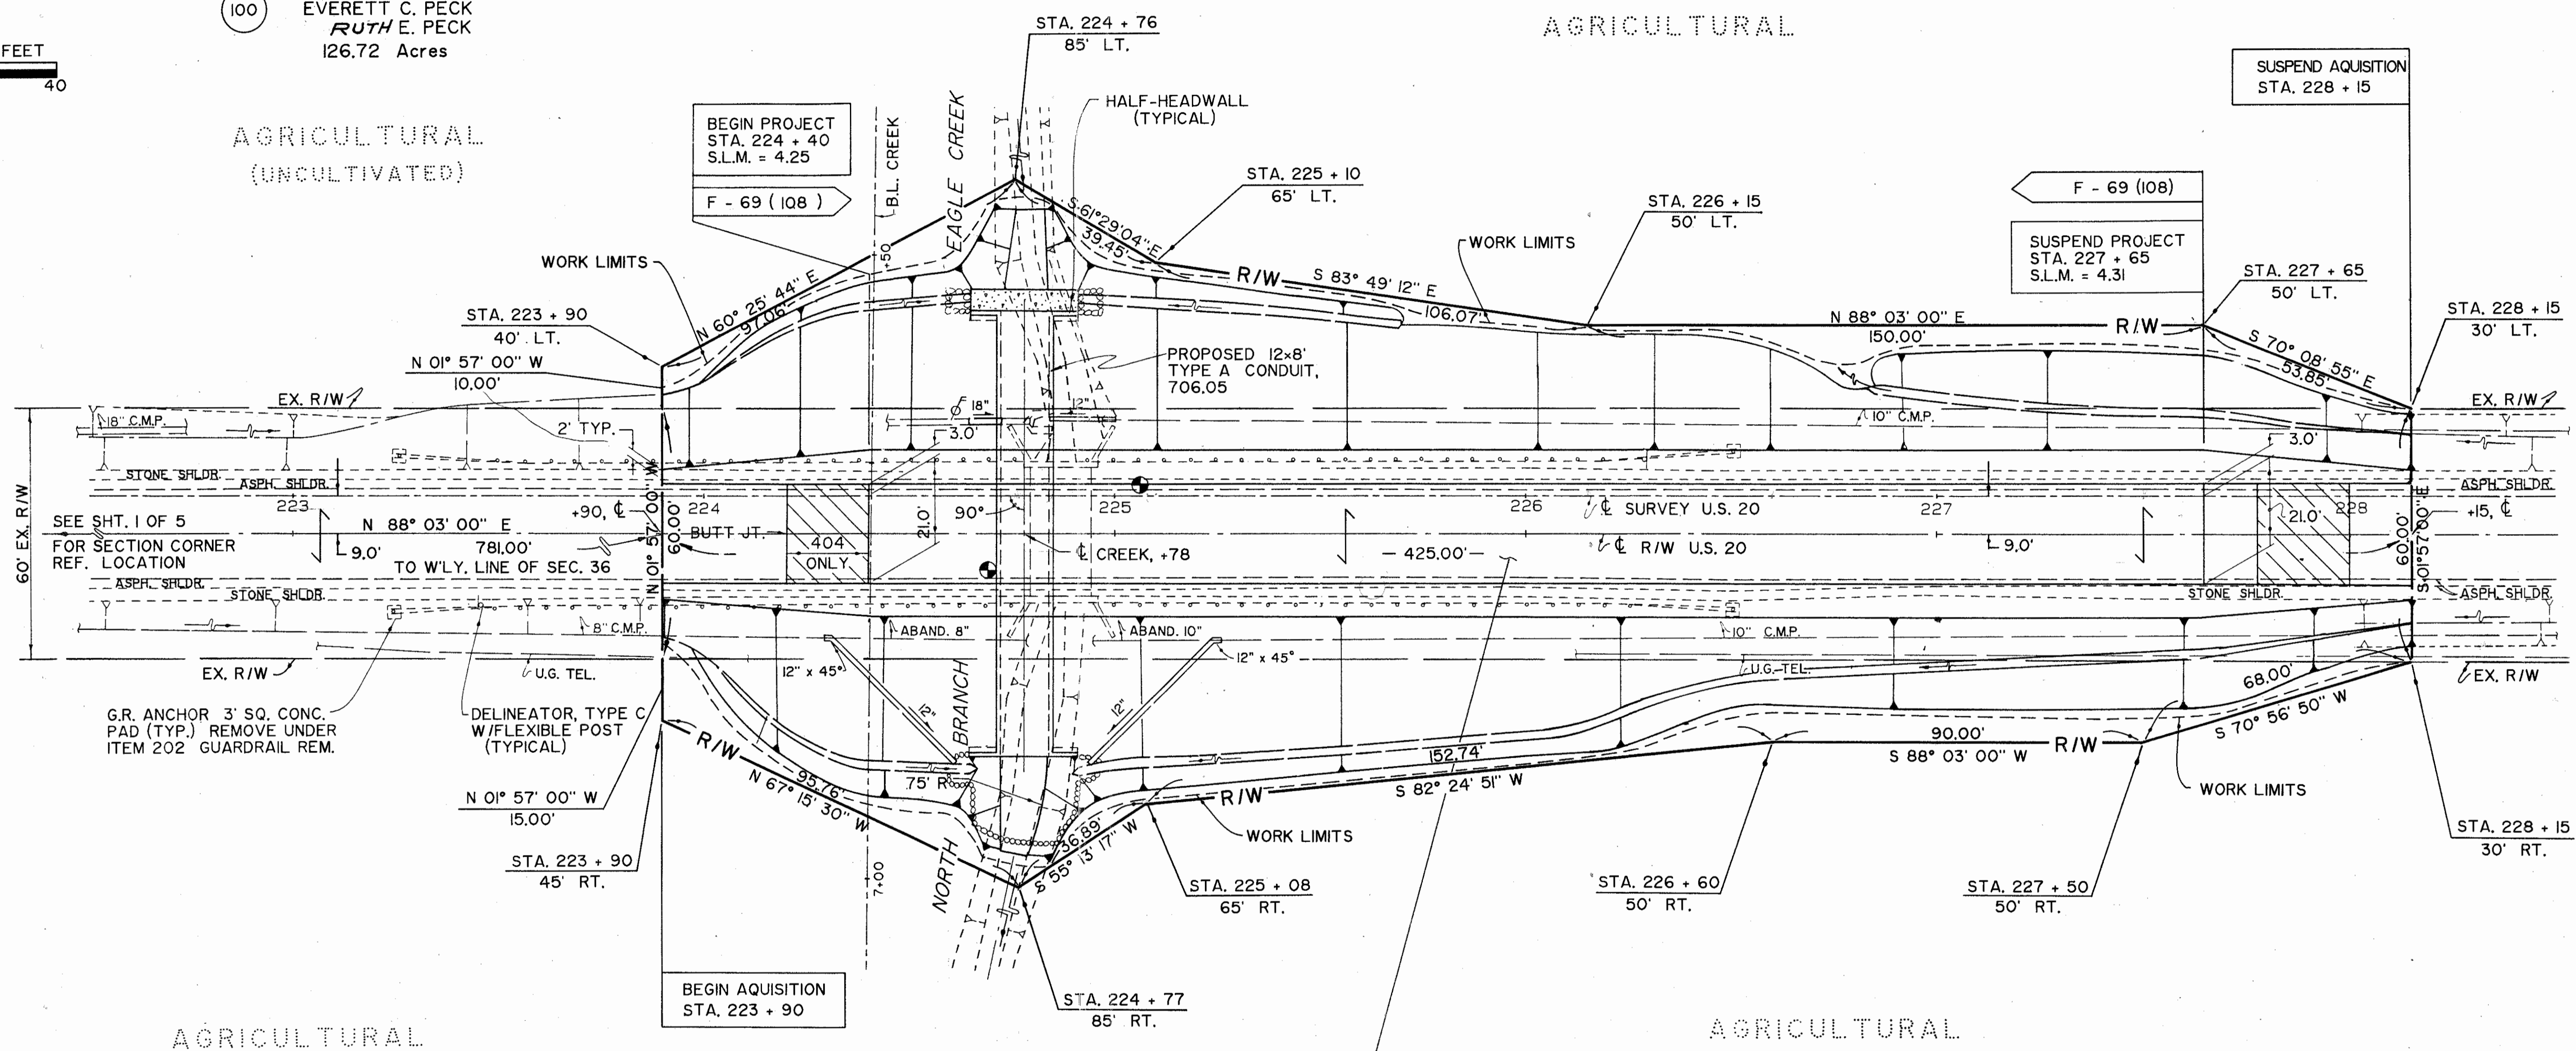 100
EVERETT C. PECK
RUTH E. PECK
126.72 Acres
FEET
40
AGRICULTURAL
(UNCULTIVATED)
AGRICULTURAL
STA. 224 + 76
85' LT.
BEGIN PROJECT
STA. 224 + 40
S.L.M. = 4.25
F - 69 ( 108 )
B.L. CREEK
EAGLE CREEK
HALF-HEADWALL
(TYPICAL)
SUSPEND AQUISITION
STA. 228 + 15
STA. 225 + 10
65' LT.
S 61° 29' 04" E
39.45'
STA. 226 + 15
50' LT.
F - 69 (108)
SUSPEND PROJECT
STA. 227 + 65
S.L.M. = 4.31
STA. 227 + 65
50' LT.
WORK LIMITS
+50
WORK LIMITS
R/W
S 83° 49' 12" E
106.07'
N 88° 03' 00" E
150.00'
R/W
S 70° 08' 55" E
53.85'
STA. 228 + 15
30' LT.
STA. 223 + 90
40' LT.
N 60° 25' 44" E
97.06'
N 01° 57' 00" W
10.00'
PROPOSED 12x8'
TYPE A CONDUIT,
706.05
EX. R/W
EX. R/W
18" C.M.P.
2' TYP.
3.0'
18"
12"
10" C.M.P.
3.0'
STONE SHLDR.
ASPH. SHLDR.
ASPH. SHLDR.
223
224
225
226
227
228
60' EX. R/W
SEE SHT. 1 OF 5
FOR SECTION CORNER
REF. LOCATION
N 88° 03' 00" E
781.00'
TO W'LY. LINE OF SEC. 36
9.0'
+90, ℄
N 01° 57' 00" W
60.00'
BUTT JT.
404
ONLY
21.0'
90°
℄ CREEK, +78
425.00'
℄ SURVEY U.S. 20
℄ R/W U.S. 20
9.0'
21.0'
60.00'
S 01° 57' 00" E
+15, ℄
ASPH. SHLDR.
STONE SHLDR.
STONE SHLDR.
ASPH. SHLDR.
8" C.M.P.
ABAND. 8"
ABAND. 10"
10" C.M.P.
EX. R/W
U.G. TEL.
12" x 45°
12" x 45°
U.G. TEL.
EX. R/W
12"
12"
BRANCH
NORTH
G.R. ANCHOR 3' SQ. CONC.
PAD (TYP.) REMOVE UNDER
ITEM 202 GUARDRAIL REM.
DELINEATOR, TYPE C
W/FLEXIBLE POST
(TYPICAL)
R/W
N 67° 15' 30" W
95.76'
75' R
152.74'
S 82° 24' 51" W
R/W
90.00'
S 88° 03' 00" W
R/W
68.00'
S 70° 56' 50" W
WORK LIMITS
N 01° 57' 00" W
15.00'
36.89'
S 55° 13' 17" W
WORK LIMITS
STA. 223 + 90
45' RT.
7+00
STA. 225 + 08
65' RT.
STA. 226 + 60
50' RT.
STA. 227 + 50
50' RT.
STA. 228 + 15
30' RT.
BEGIN AQUISITION
STA. 223 + 90
STA. 224 + 77
85' RT.
AGRICULTURAL
AGRICULTURAL